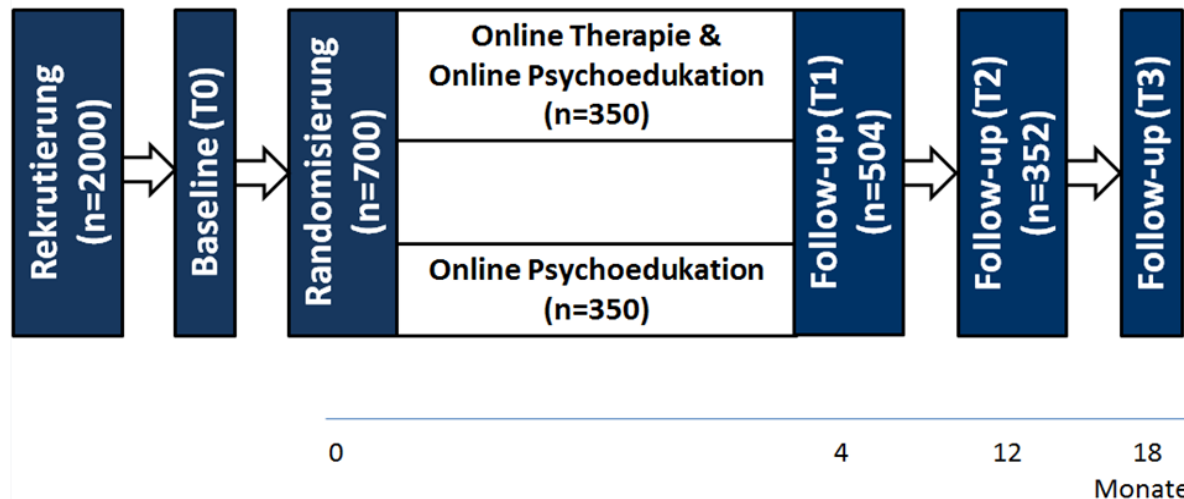 Rekrutierung
(n=2000)
Baseline (T0)
Randomisierung
(n=700)
Online Therapie &
Online Psychoedukation
(n=350)
Online Psychoedukation
(n=350)
Follow-up (T1)
(n=504)
Follow-up (T2)
(n=352)
Follow-up (T3)
0 4 12 18
Monate